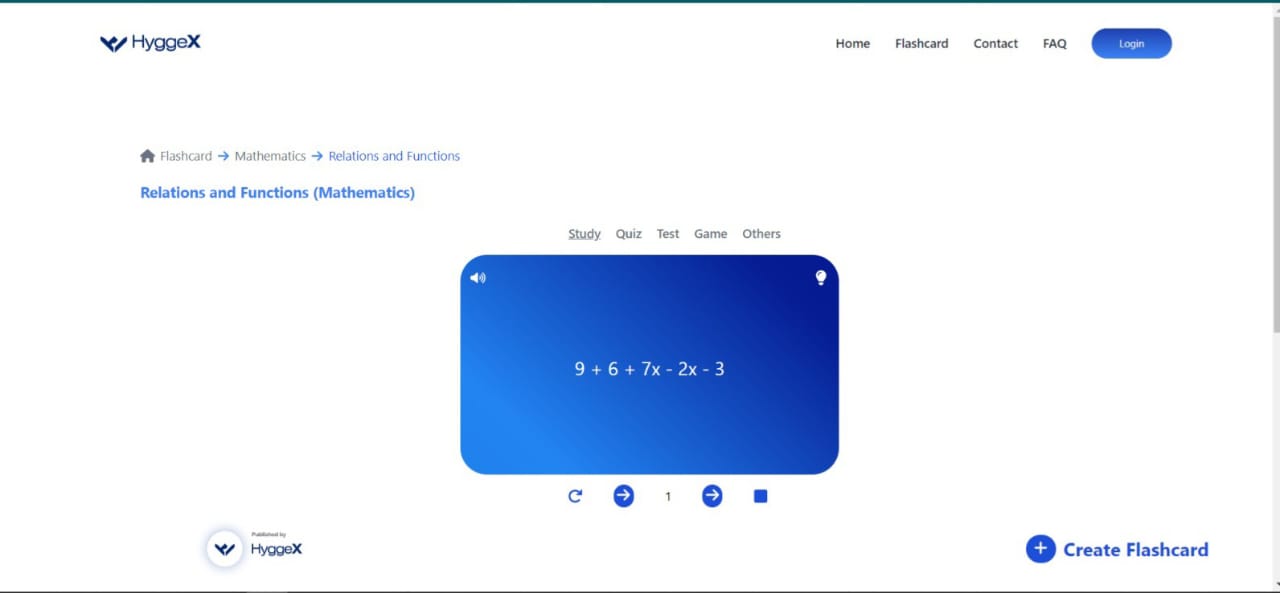 HyggeX
Home Flashcard Contact FAQ Login
Flashcard Mathematics Relations and Functions
Relations and Functions (Mathematics)
Study Quiz Test Game Others
9 + 6 + 7x - 2x - 3
1
Published by
HyggeX
+ Create Flashcard